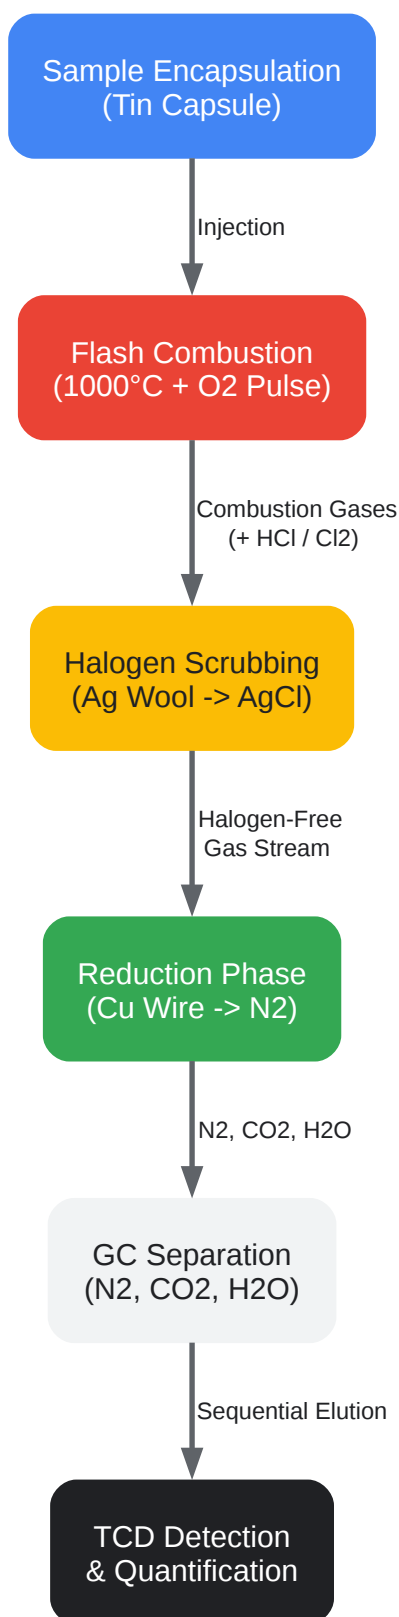 Sample Encapsulation
(Tin Capsule)
Injection
Flash Combustion
(1000°C + O2 Pulse)
Combustion Gases
(+ HCl / Cl2)
Halogen Scrubbing
(Ag Wool -> AgCl)
Halogen-Free
Gas Stream
Reduction Phase
(Cu Wire -> N2)
N2, CO2, H2O
GC Separation
(N2, CO2, H2O)
Sequential Elution
TCD Detection
& Quantification